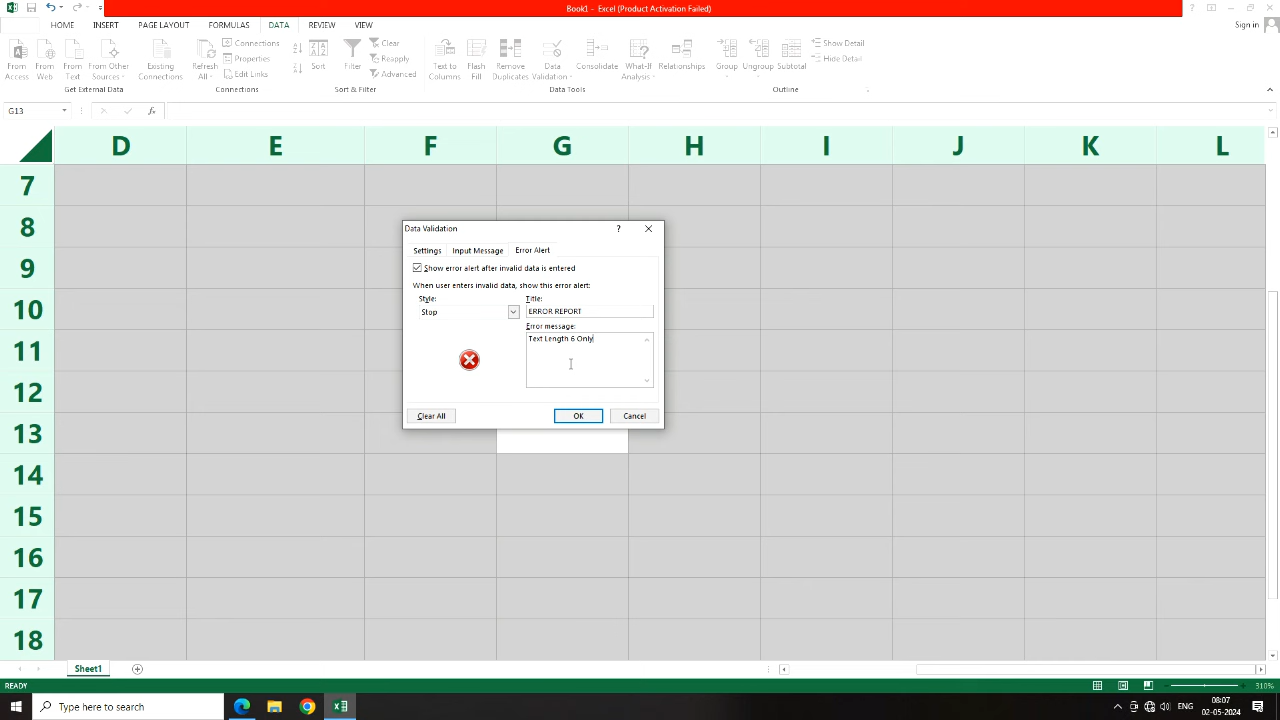 Book1 - Excel (Product Activation Failed)
HOME INSERT PAGE LAYOUT FORMULAS DATA REVIEW VIEW Sign in
From Access
From Web
From Text
From Other Sources
Existing Connections
Refresh All
Connections
Properties
Edit Links
Sort
Filter
Clear
Reapply
Advanced
Text to Columns
Flash Fill
Remove Duplicates
Data Validation
Consolidate
What-If Analysis
Relationships
Group
Ungroup
Subtotal
Show Detail
Hide Detail
Get External Data Connections Sort & Filter Data Tools Outline
G13 fx
D E F G H I J K L
7
8
9
10
11
12
13
14
15
16
17
18
Data Validation ?
Settings Input Message Error Alert
Show error alert after invalid data is entered
When user enters invalid data, show this error alert:
Style: Title:
Stop ERROR REPORT
Error message:
Text Length 6 Only
Clear All OK Cancel
Sheet1
READY 310%
Type here to search
ENG 08:07 02-05-2024